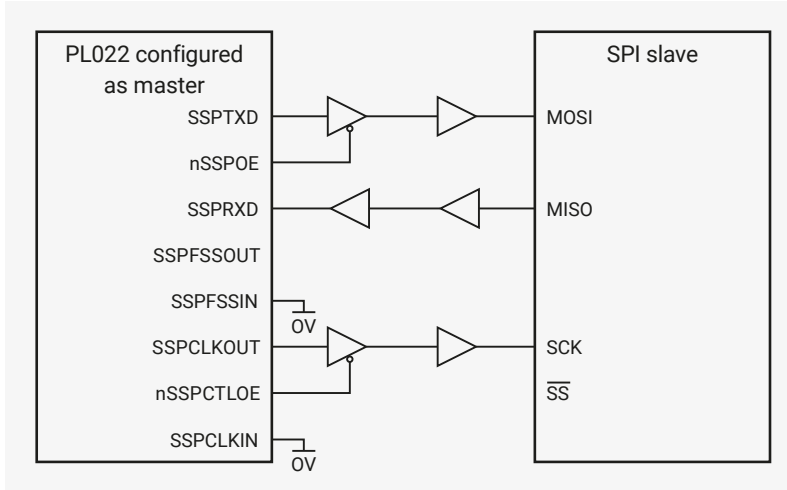 PL022 configured
as master
SPI slave
SSPTXD
MOSI
nSSPOE
SSPRXD
MISO
SSPFSSOUT
SSPFSSIN
0V
SSPCLKOUT
SCK
nSSPCTLOE
SS
SSPCLKIN
0V